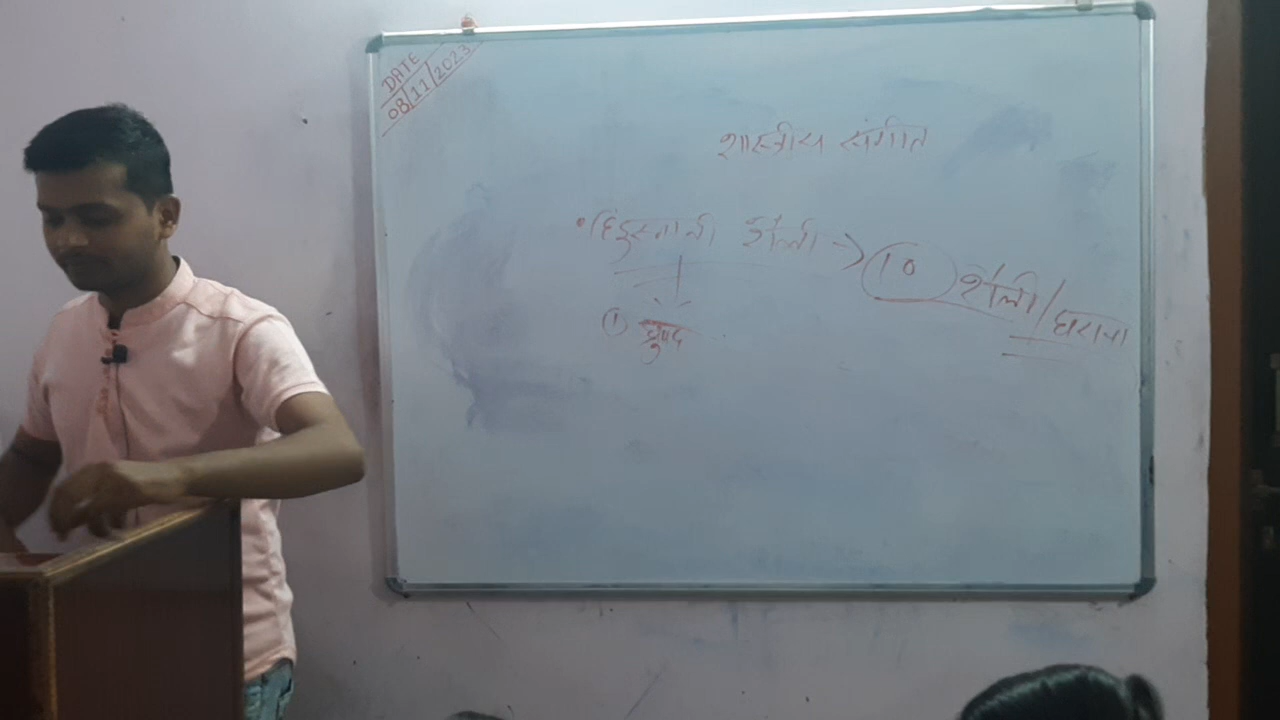 DATE
08/11/2023
शास्त्रीय संगीत
• हिंदुस्तानी शैली → 10 शैली/घराना
① ध्रुपद